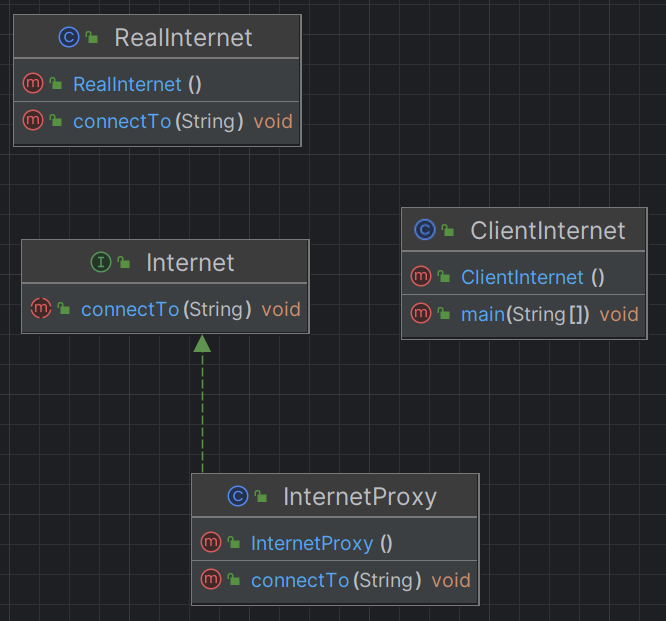 RealInternet
RealInternet ()
connectTo(String) void
Internet
connectTo(String) void
ClientInternet
ClientInternet ()
main(String[]) void
InternetProxy
InternetProxy ()
connectTo(String) void